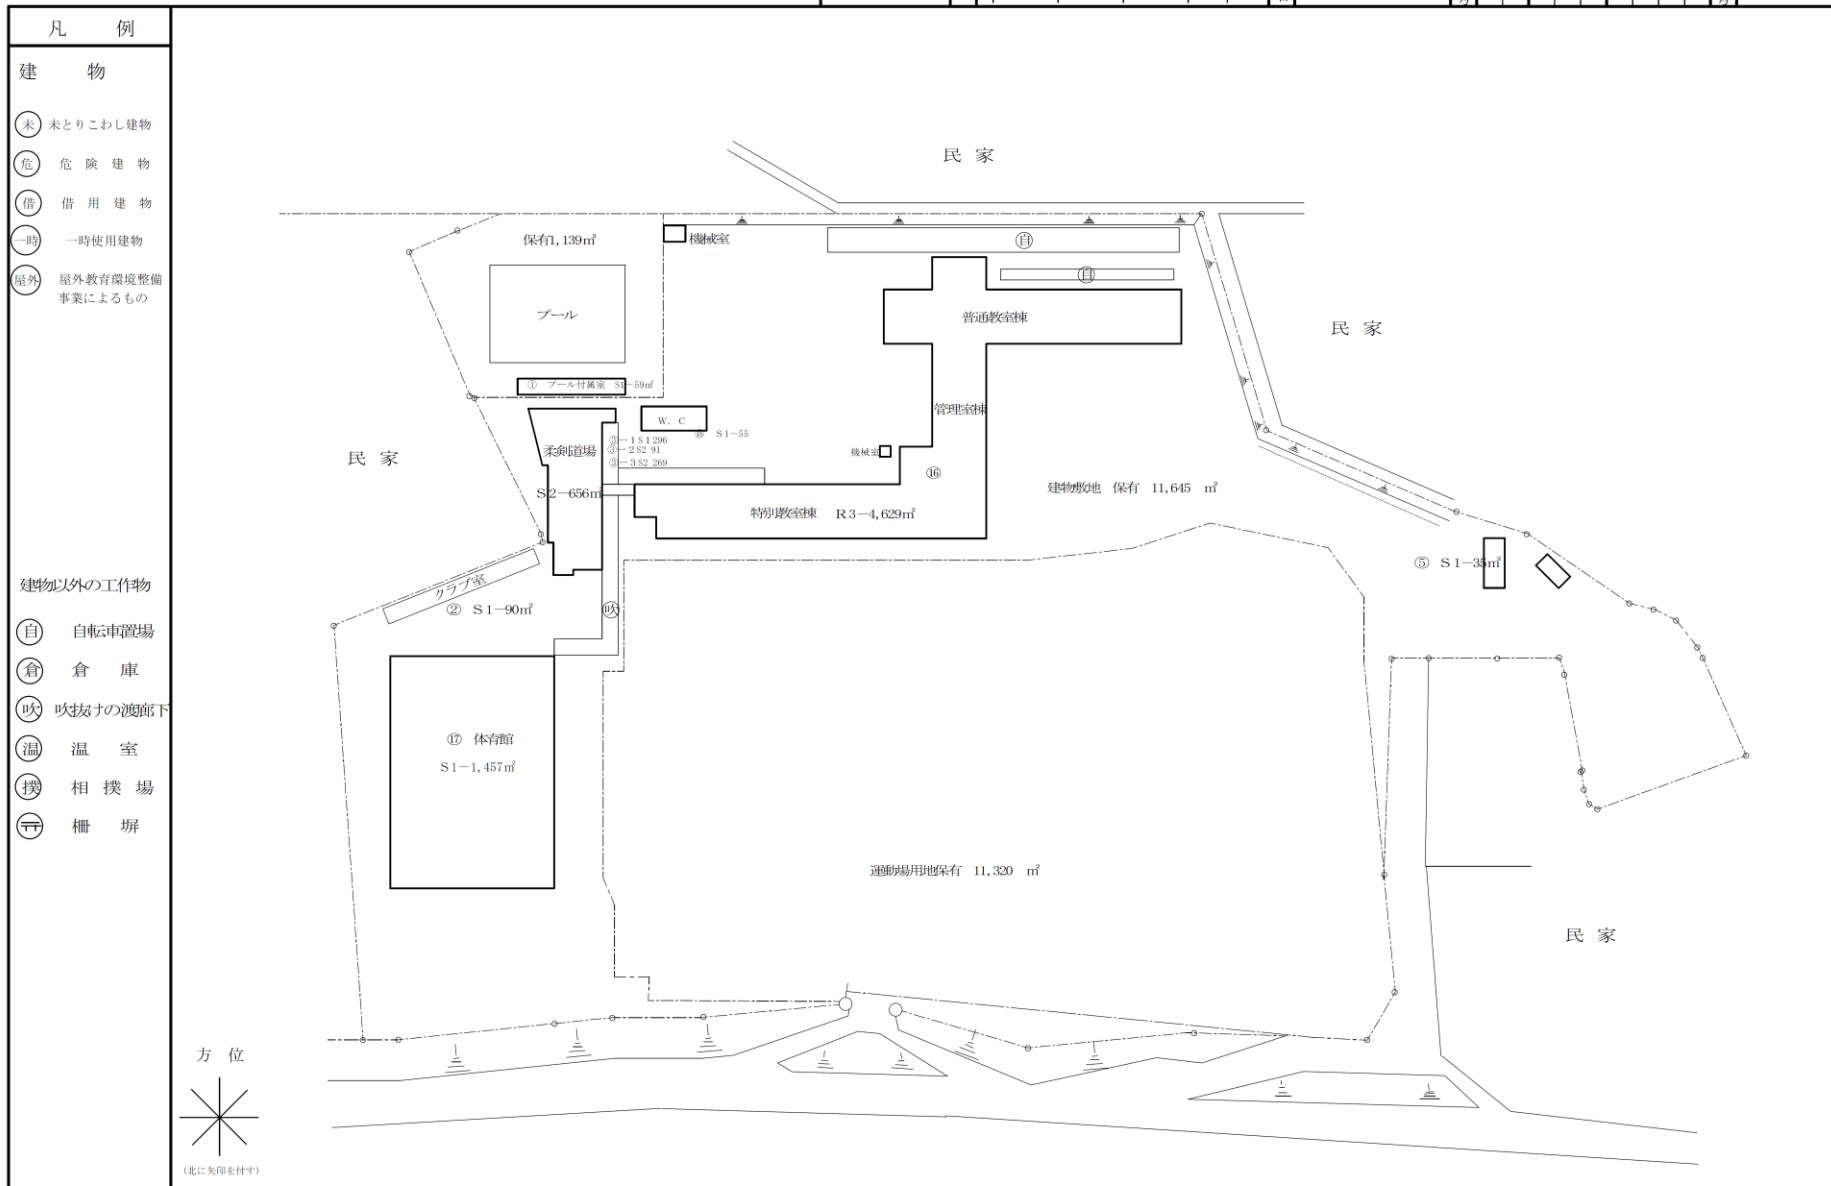 凡 例
建 物
未 未とりこわし建物
危 危険建物
借 借用建物
一時 一時使用建物
屋外 屋外教育環境整備
事業によるもの
建物以外の工作物
自 自転車置場
倉 倉庫
吹 吹抜けの渡廊下
温 温室
撲 相撲場
柵塀
方 位
(北に矢印を付す)
民 家
保有1,139㎡
機械室
自
自
プール
普通教室棟
民 家
① プール付属室 S1-59㎡
W. C
S1-55
管理室棟
③-1 S1 296
③-2 S2 91
③-3 S2 269
柔剣道場
S2-656㎡
機械室
⑯
民 家
建物敷地 保有 11,645 ㎡
特別教室棟 R3-4,629㎡
⑤ S1-35㎡
クラブ室
② S1-90㎡
吹
⑰ 体育館
S1-1,457㎡
運動場用地保有 11,320 ㎡
民 家